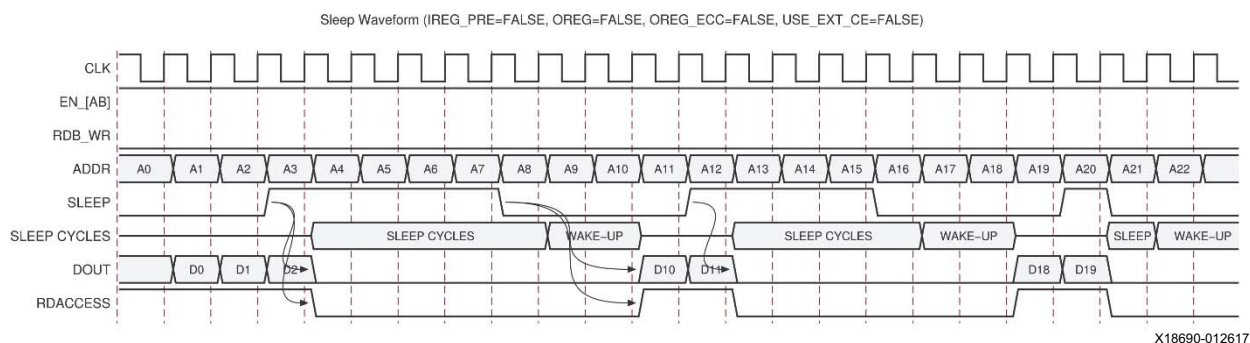 Sleep Waveform (IREG_PRE=FALSE, OREG=FALSE, OREG_ECC=FALSE, USE_EXT_CE=FALSE)
CLK
EN_[AB]
RDB_WR
ADDR A0 A1 A2 A3 A4 A5 A6 A7 A8 A9 A10 A11 A12 A13 A14 A15 A16 A17 A18 A19 A20 A21 A22
SLEEP
SLEEP CYCLES SLEEP CYCLES WAKE–UP SLEEP CYCLES WAKE–UP SLEEP WAKE–UP
DOUT D0 D1 D2 D10 D11 D18 D19
RDACCESS
X18690-012617